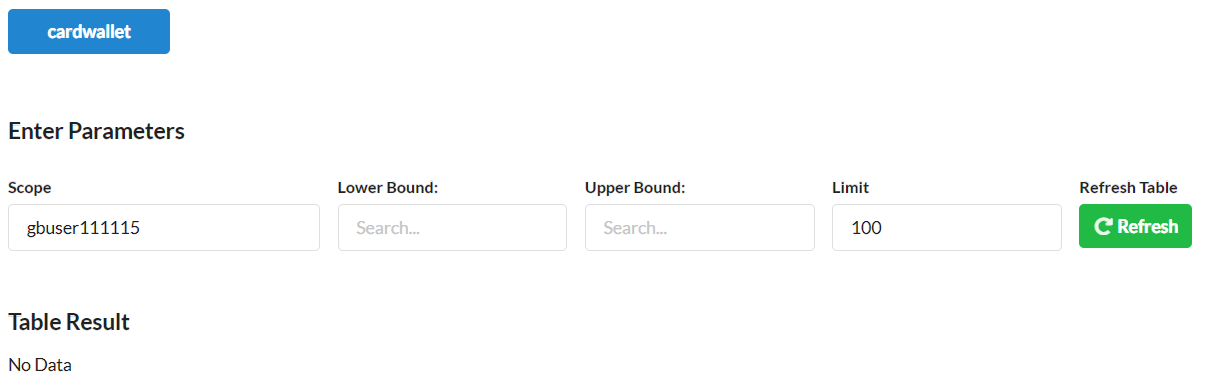 cardwallet
Enter Parameters
Scope Lower Bound: Upper Bound: Limit Refresh Table
gbuser111115 Search... Search... 100 Refresh
Table Result
No Data